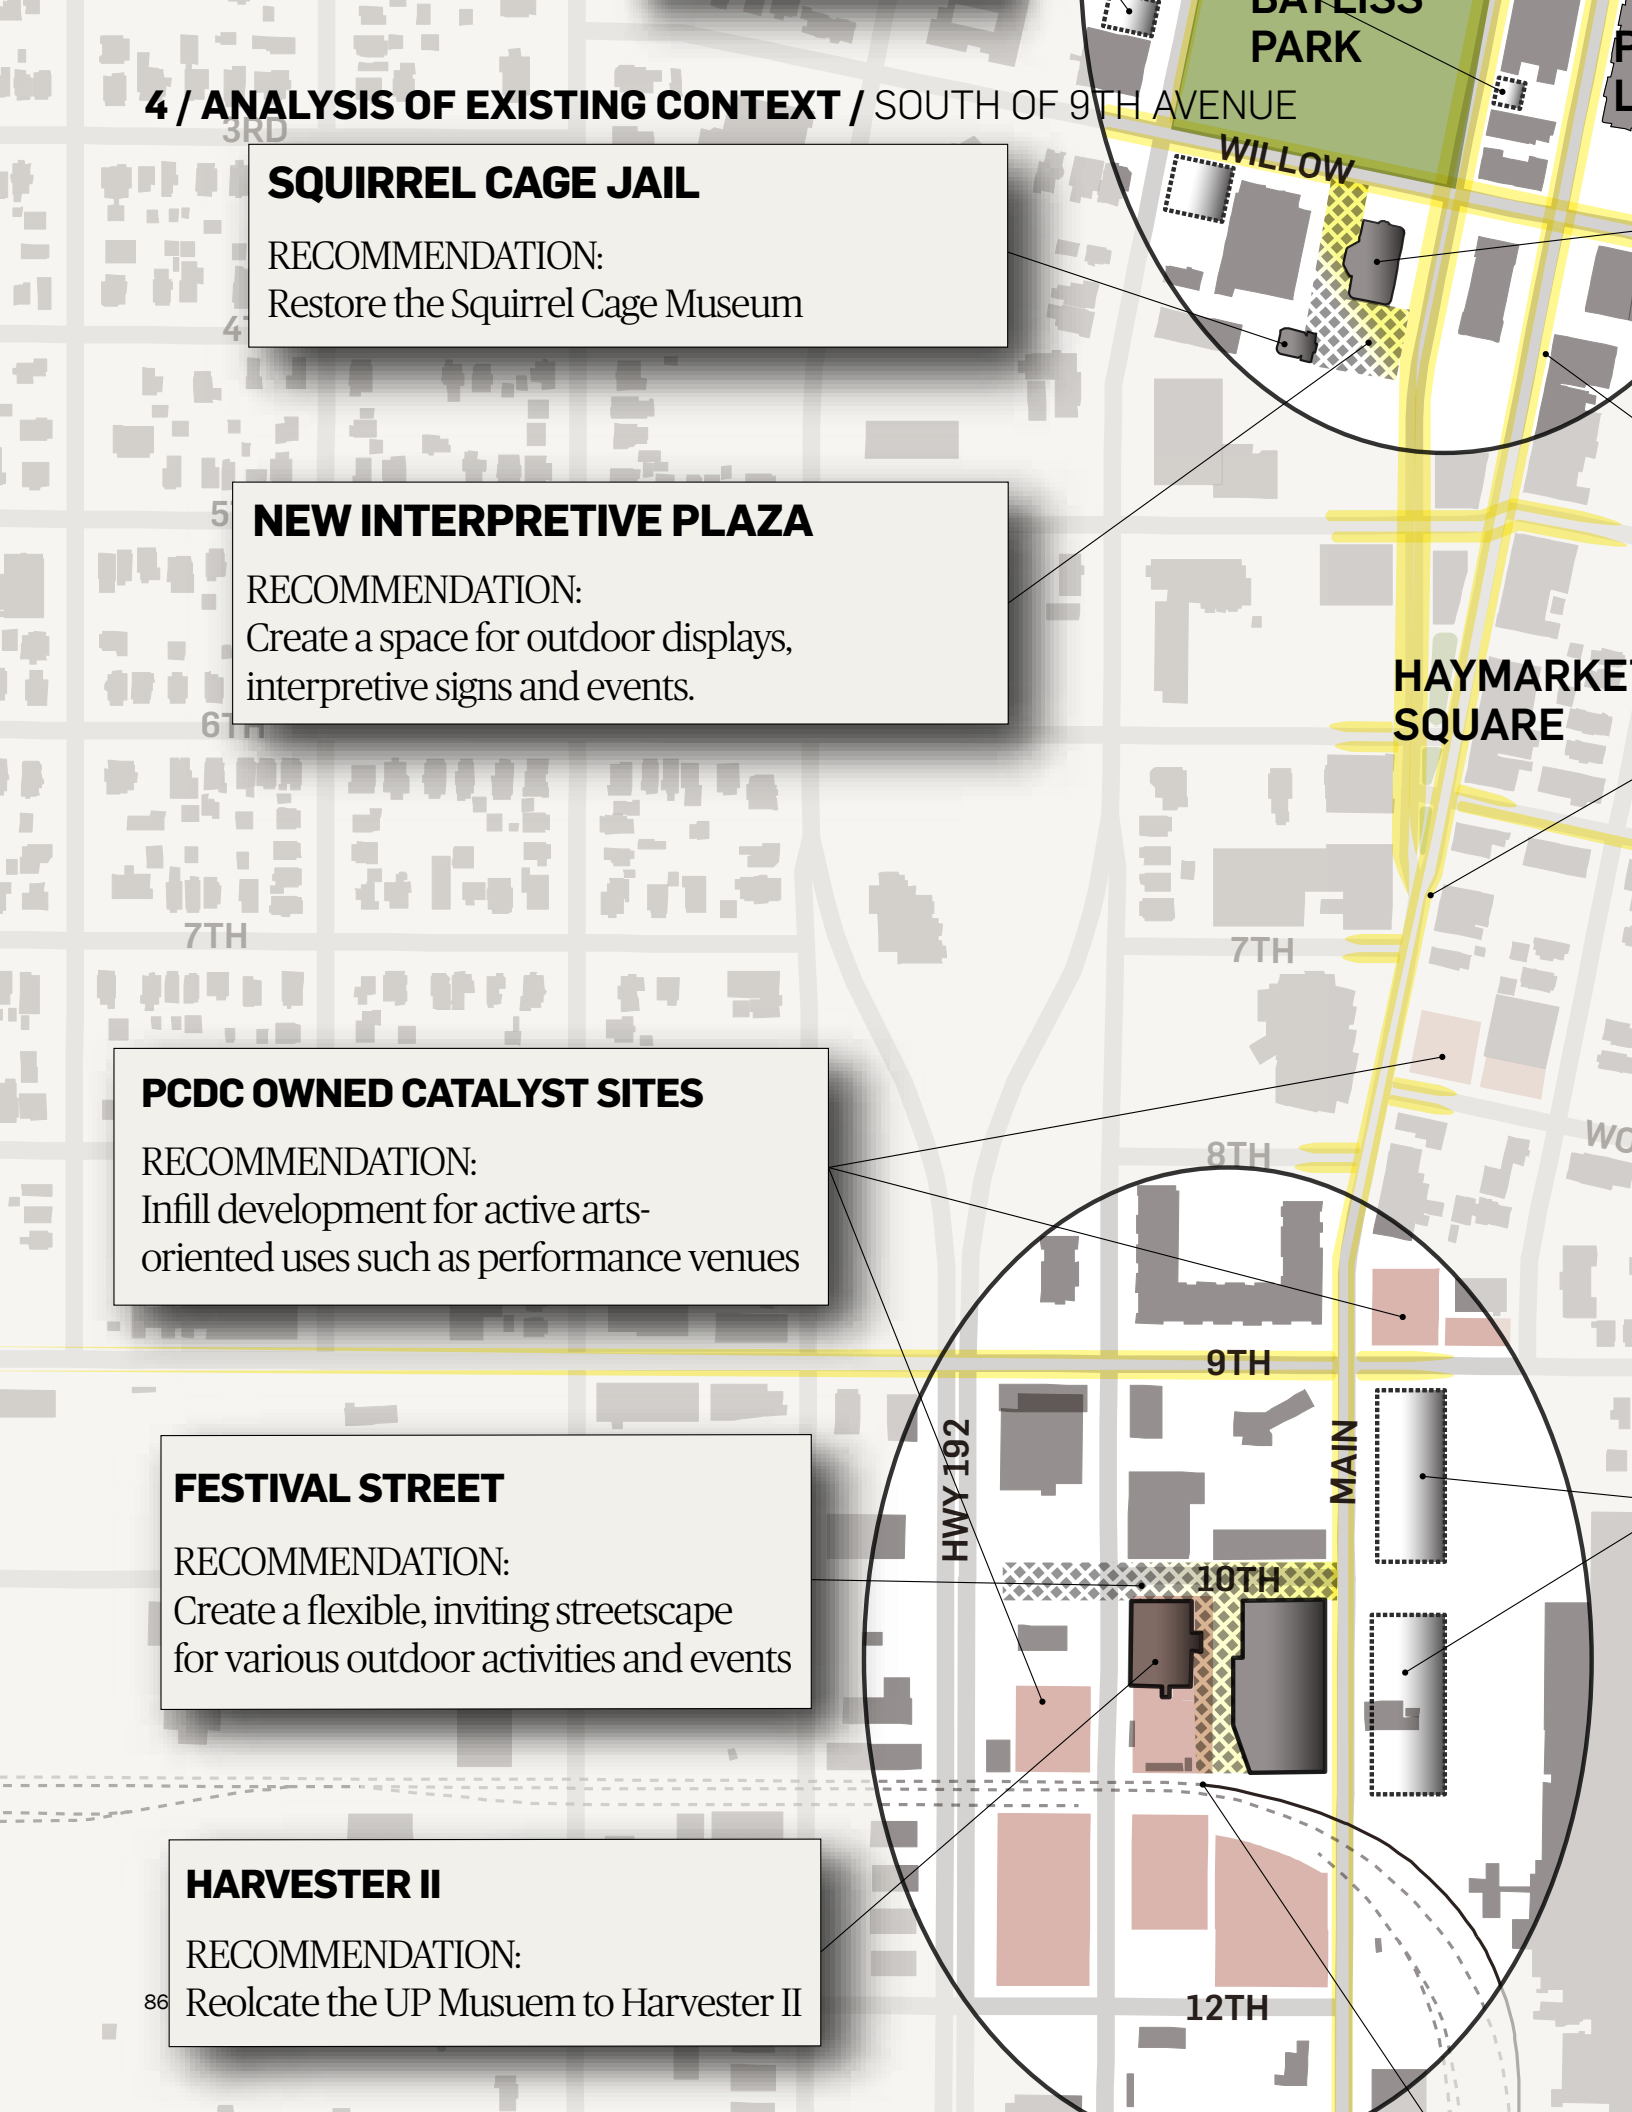 BAYLISS
PARK
4 / ANALYSIS OF EXISTING CONTEXT / SOUTH OF 9TH AVENUE
3RD
WILLOW
SQUIRREL CAGE JAIL
RECOMMENDATION:
Restore the Squirrel Cage Museum
NEW INTERPRETIVE PLAZA
RECOMMENDATION:
Create a space for outdoor displays,
interpretive signs and events.
6TH
HAYMARKET
SQUARE
7TH
7TH
PCDC OWNED CATALYST SITES
RECOMMENDATION:
Infill development for active arts-
oriented uses such as performance venues
8TH
9TH
HWY 192
MAIN
FESTIVAL STREET
RECOMMENDATION:
Create a flexible, inviting streetscape
for various outdoor activities and events
10TH
HARVESTER II
RECOMMENDATION:
Reolcate the UP Musuem to Harvester II
86
12TH